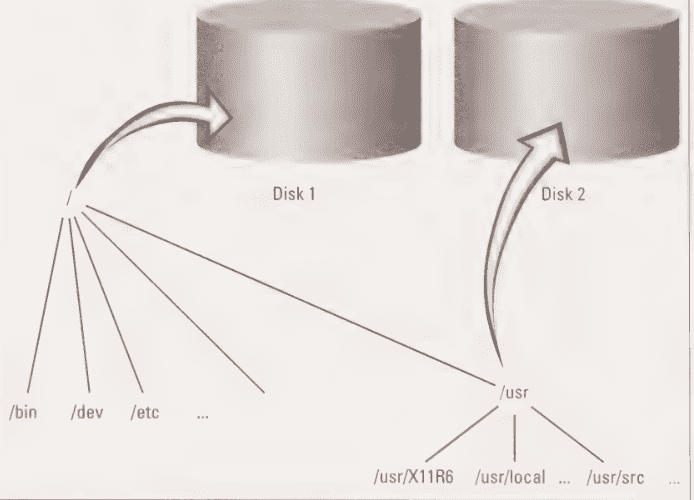 Disk 1
Disk 2
/
/bin
/dev
/etc
...
/usr
/usr/X11R6
/usr/local
...
/usr/src
...